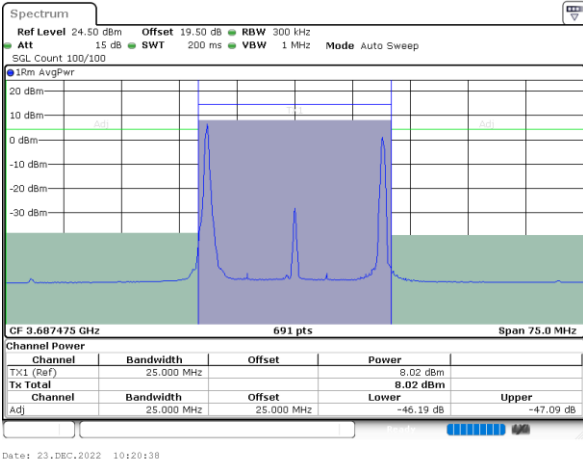 Spectrum
Ref Level 24.50 dBm Offset 19.50 dB RBW 300 kHz
Att 15 dB SWT 200 ms VBW 1 MHz Mode Auto Sweep
SGL Count 100/100
1Rm AvgPwr
20 dBm
10 dBm
Adj
Adj
0 dBm
-10 dBm
-20 dBm
-30 dBm
CF 3.687475 GHz 691 pts Span 75.0 MHz
Channel Power
Channel Bandwidth Offset Power
TX1 (Ref) 25.000 MHz 8.02 dBm
Tx Total 8.02 dBm
Channel Bandwidth Offset Lower Upper
Adj 25.000 MHz 25.000 MHz -46.19 dB -47.09 dB
Date: 23.DEC.2022 10:20:38